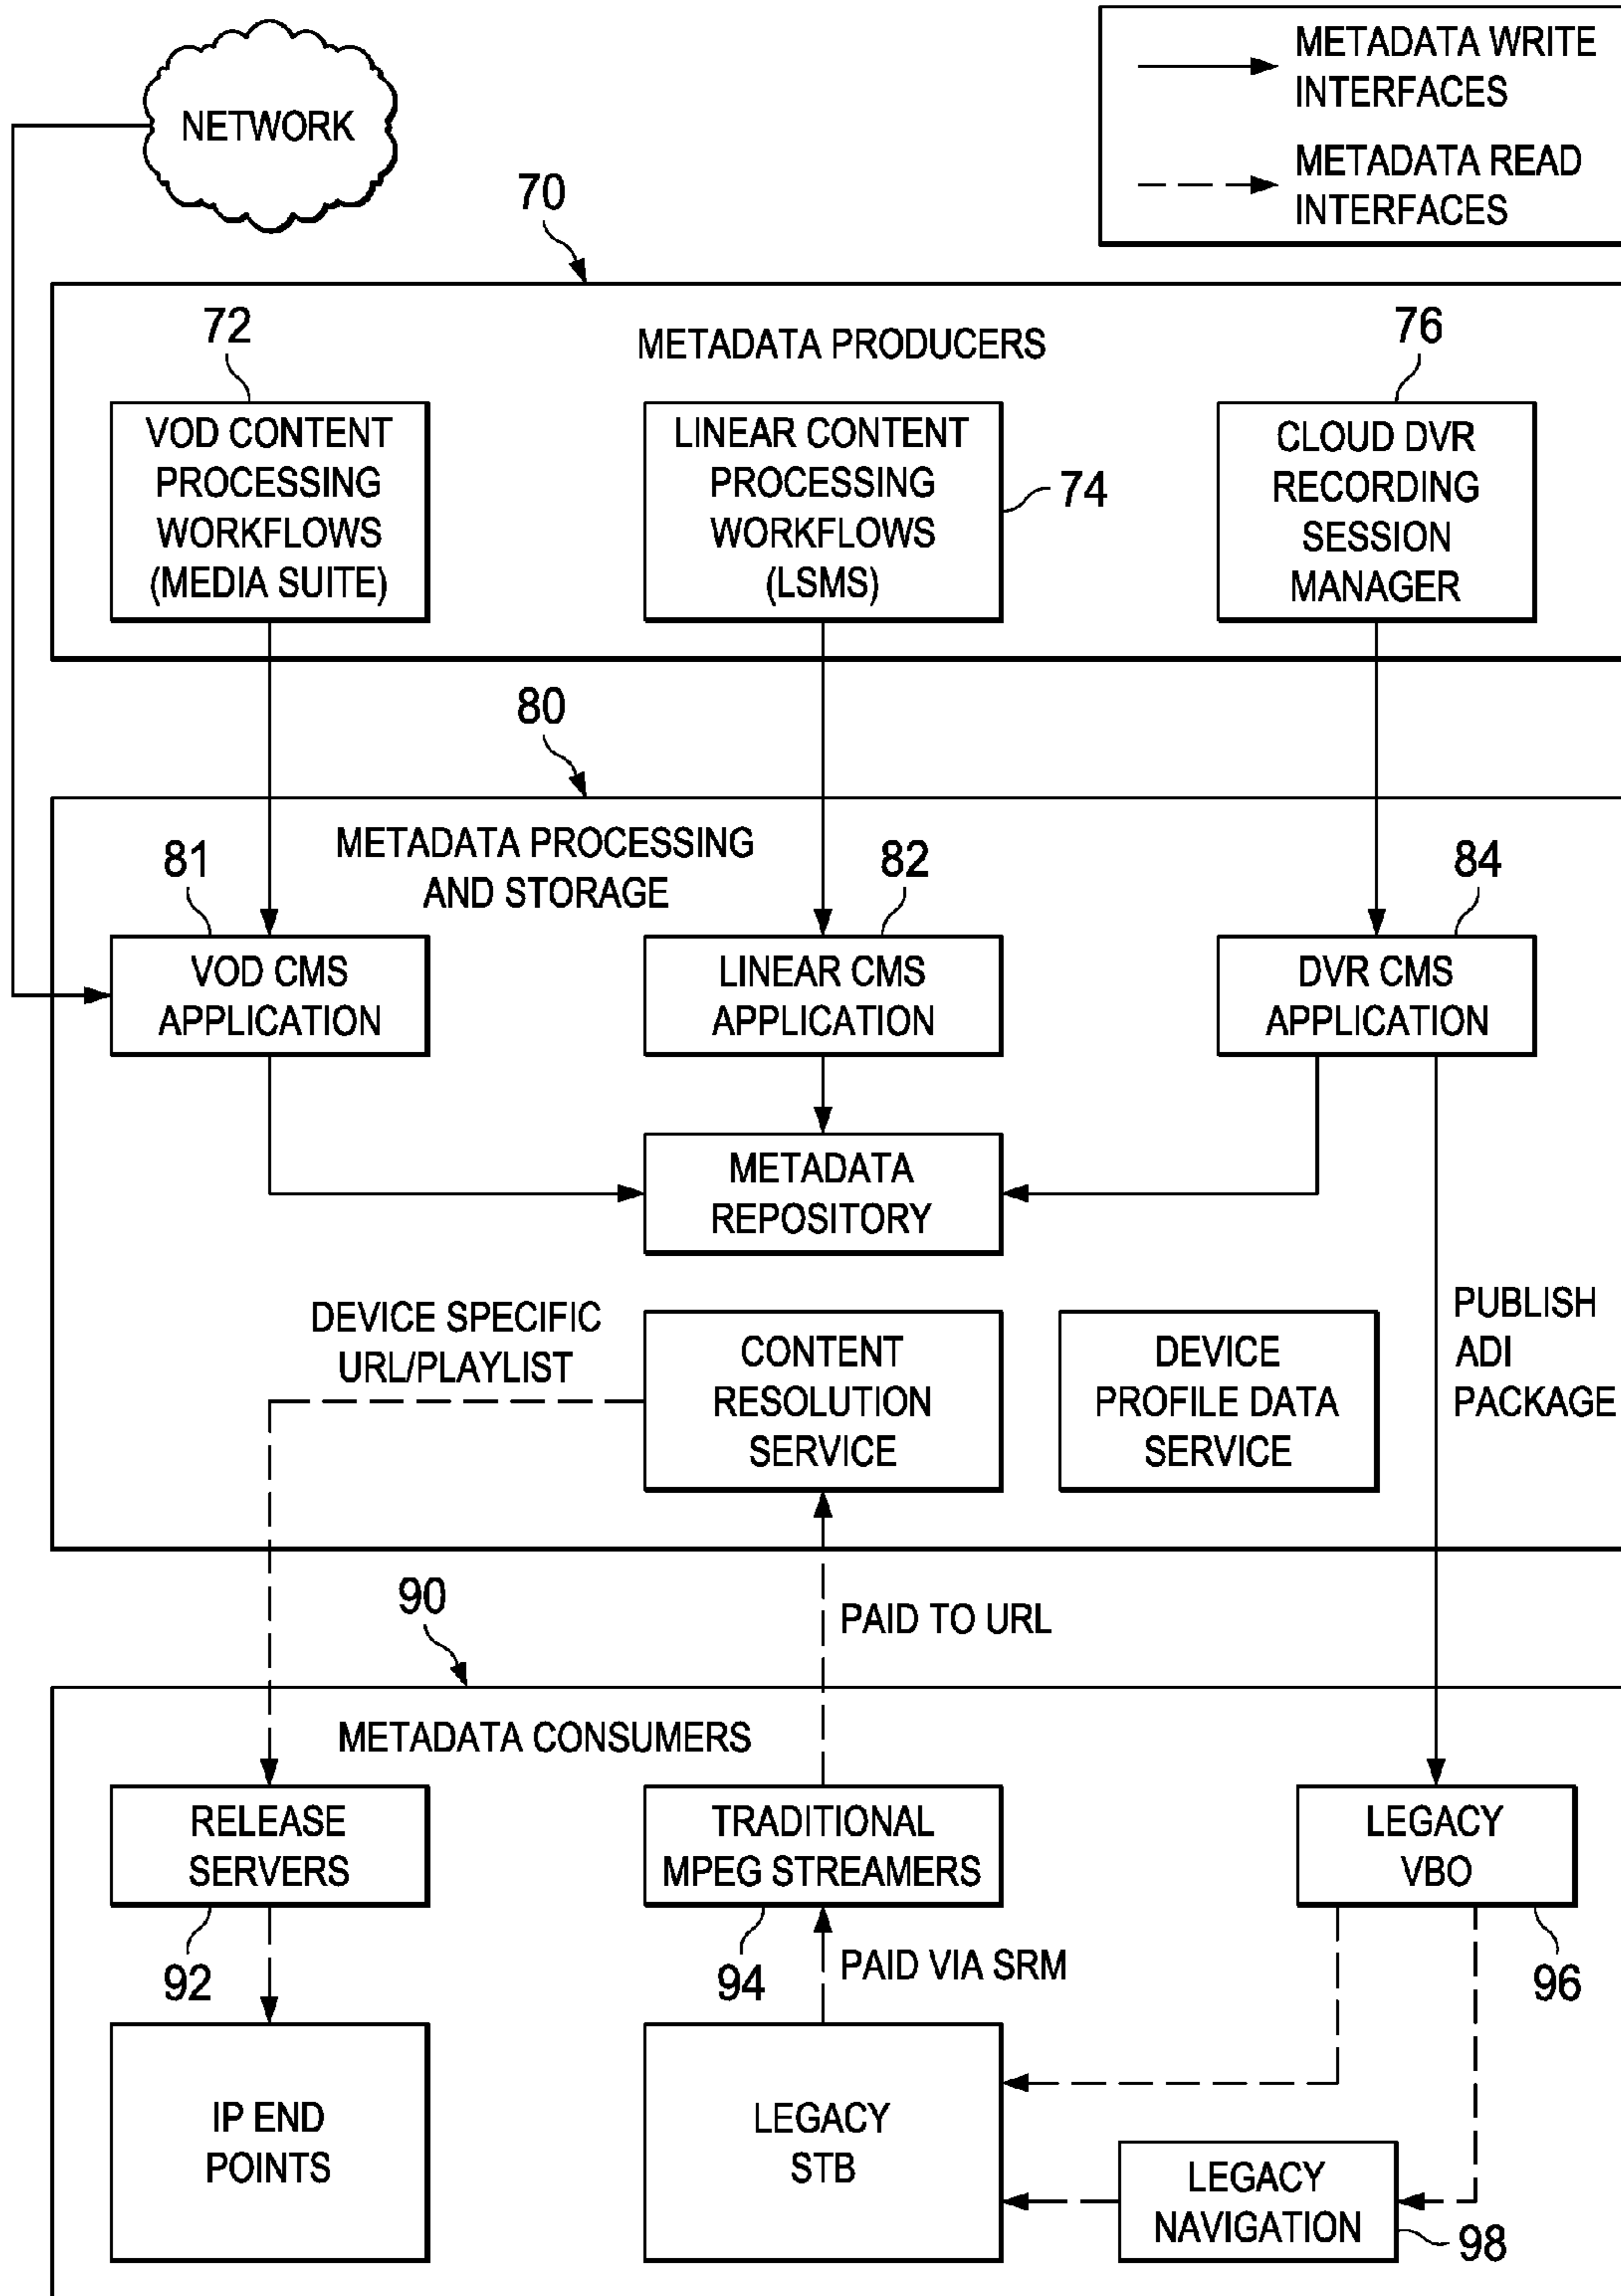 NETWORK
METADATA WRITE
INTERFACES
METADATA READ
INTERFACES
70
METADATA PRODUCERS
72
VOD CONTENT
PROCESSING
WORKFLOWS
(MEDIA SUITE)
LINEAR CONTENT
PROCESSING
WORKFLOWS
(LSMS)
74
76
CLOUD DVR
RECORDING
SESSION
MANAGER
80
METADATA PROCESSING
AND STORAGE
81
VOD CMS
APPLICATION
82
LINEAR CMS
APPLICATION
84
DVR CMS
APPLICATION
METADATA
REPOSITORY
DEVICE SPECIFIC
URL/PLAYLIST
CONTENT
RESOLUTION
SERVICE
DEVICE
PROFILE DATA
SERVICE
PUBLISH
ADI
PACKAGE
90
PAID TO URL
METADATA CONSUMERS
RELEASE
SERVERS
92
TRADITIONAL
MPEG STREAMERS
94
PAID VIA SRM
LEGACY
VBO
96
IP END
POINTS
LEGACY
STB
LEGACY
NAVIGATION
98